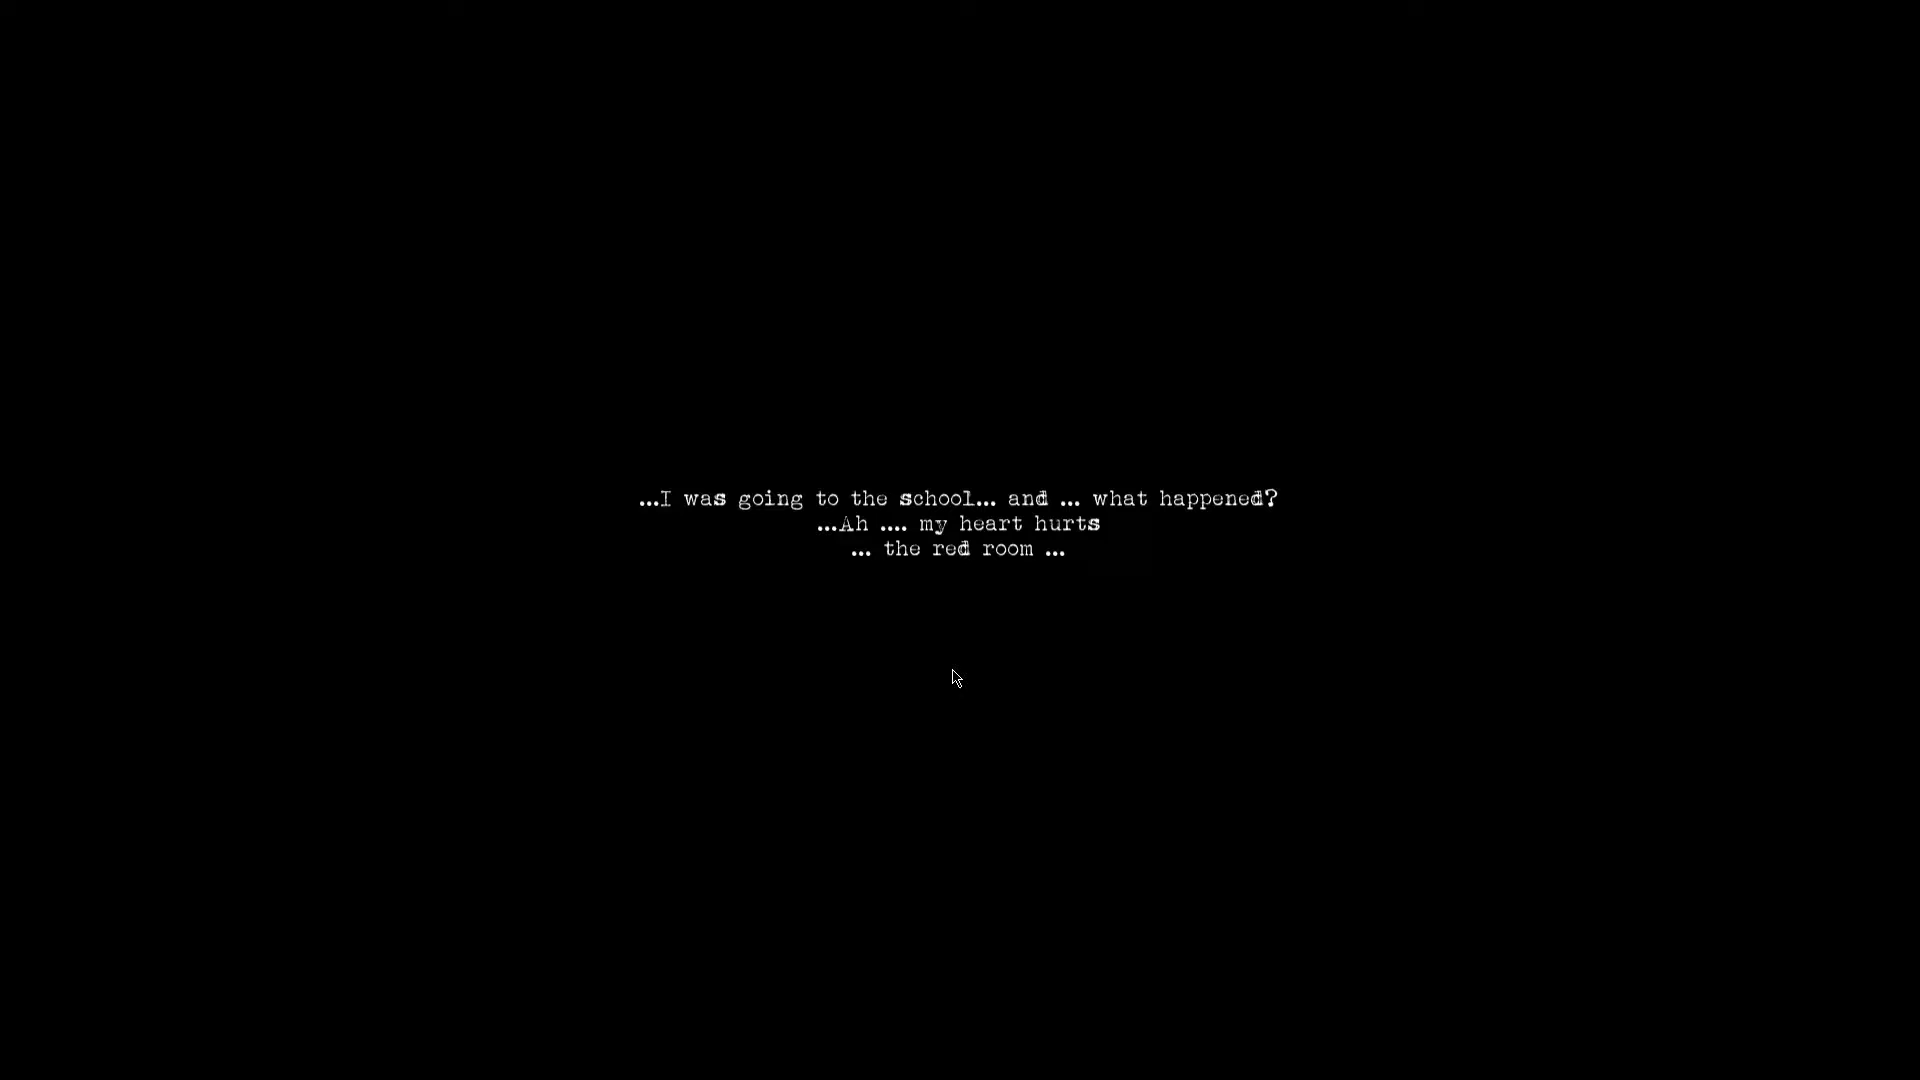 ...I was going to the school... and ... what happened?
...Ah .... my heart hurts
... the red room ...